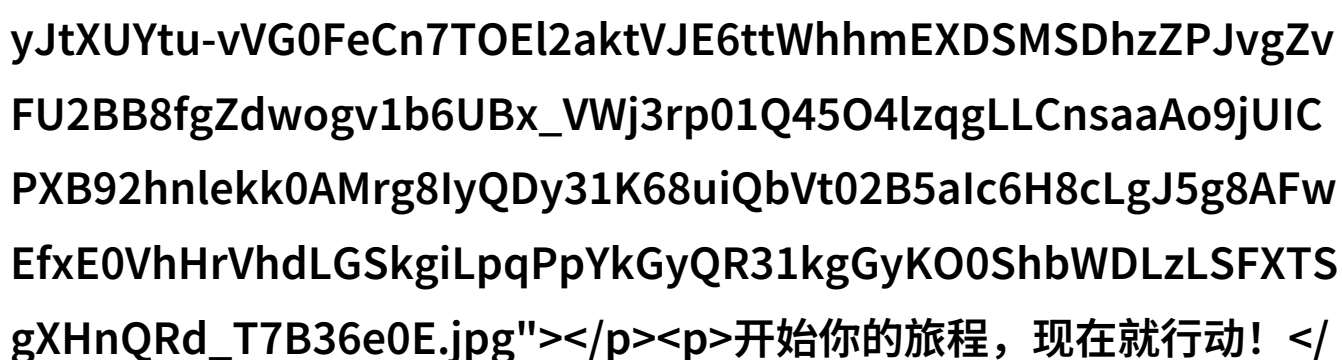 yJtXUYtu-vVG0FeCn7TOEl2aktVJE6ttWhhmEXDSMSDhzZPJvgZv
FU2BB8fgZdwogv1b6UBx_VWj3rp01Q45O4lzqgLLCnsaaAo9jUIC
PXB92hnlekk0AMrg8IyQDy31K68uiQbVt02B5aIc6H8cLgJ5g8AFw
EfxE0VhHrVhdLGSkgiLpqPpYkGyQR31kgGyKO0ShbWDLzLSFXTS
gXHnQRd_T7B36e0E.jpg"></p><p>开始你的旅程，现在就行动！</